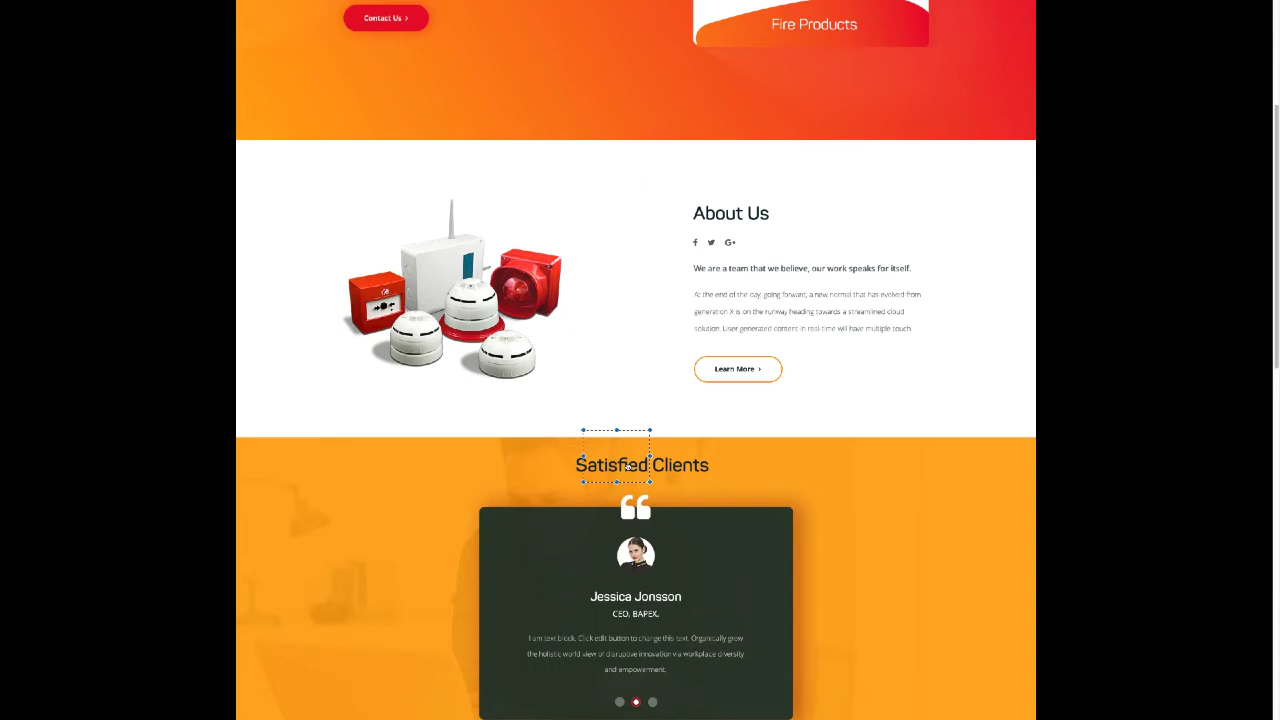 Contact Us
Fire Products
About Us
We are a team that we believe, our work speaks for itself.
At the end of the day, going forward, a new normal that has evolved from
generation X is on the runway heading towards a streamlined cloud
solution. User generated content in real-time will have multiple touch.
Learn More
Satisfied Clients
Jessica Jonsson
CEO, BAPEX.
I am text block. Click edit button to change this text. Organically grow
the holistic world view of disruptive innovation via workplace diversity
and empowerment.